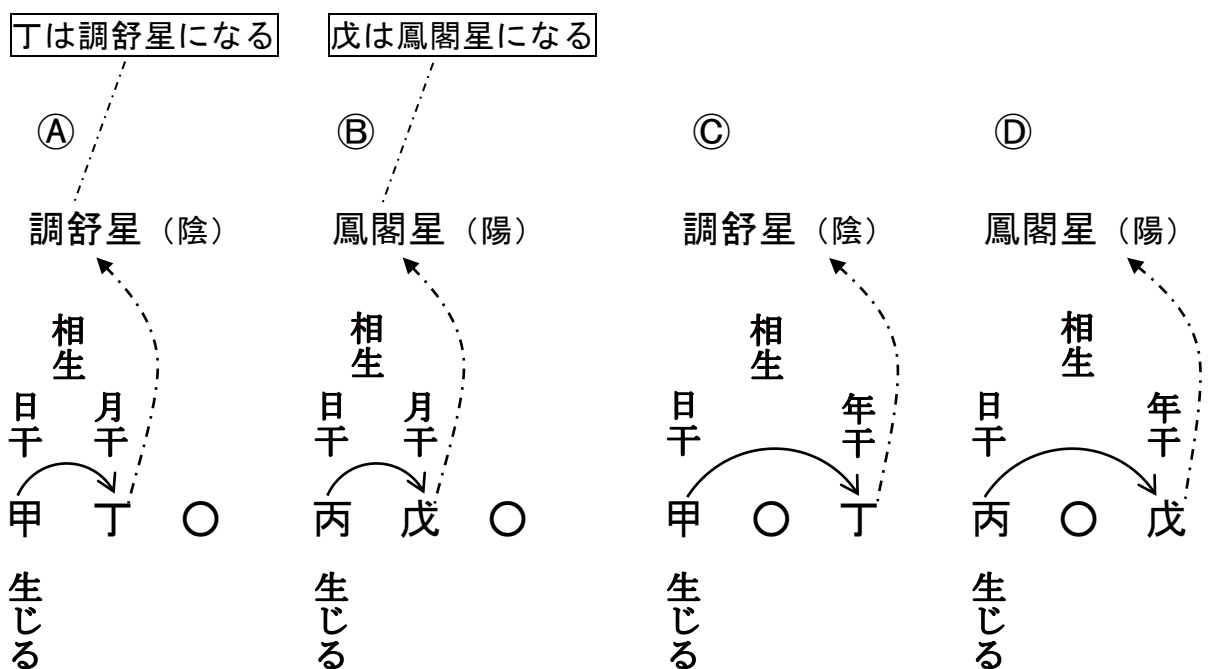 丁は調舒星になる
戊は鳳閣星になる
Ⓐ
Ⓑ
Ⓒ
Ⓓ
調舒星（陰）
鳳閣星（陽）
調舒星（陰）
鳳閣星（陽）
相生
相生
相生
相生
日干
月干
日干
月干
日干
年干
日干
年干
甲 丁 〇
丙 戊 〇
甲 〇 丁
丙 〇 戊
生じる
生じる
生じる
生じる